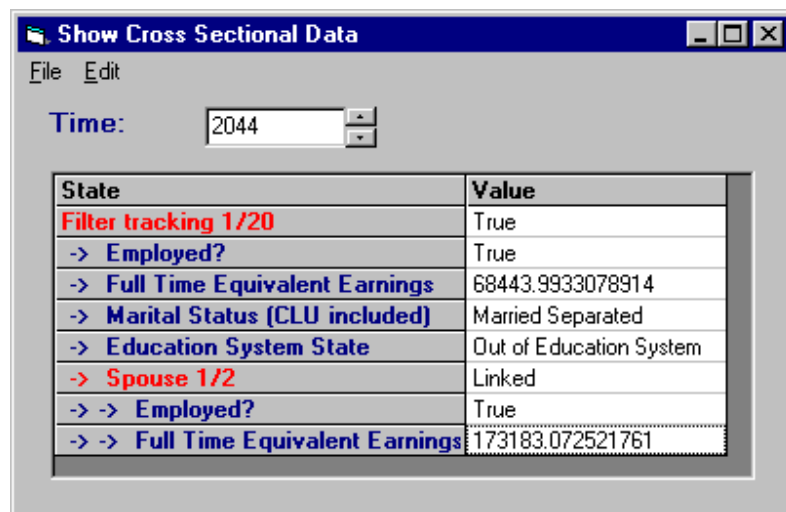 Show Cross Sectional Data
File Edit
Time: 2044
State Value
Filter tracking 1/20 True
-> Employed? True
-> Full Time Equivalent Earnings 68443.9933078914
-> Marital Status (CLU included) Married Separated
-> Education System State Out of Education System
-> Spouse 1/2 Linked
-> -> Employed? True
-> -> Full Time Equivalent Earnings 173183.072521761